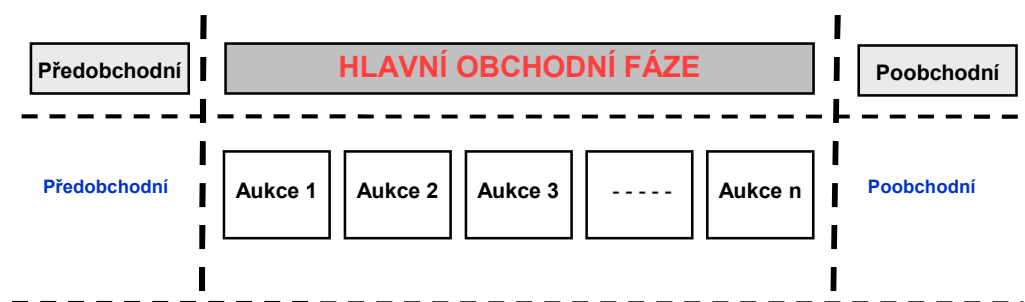 Předobchodní
HLAVNÍ OBCHODNÍ FÁZE
Poobchodní
Předobchodní
Aukce 1
Aukce 2
Aukce 3
- - - - -
Aukce n
Poobchodní